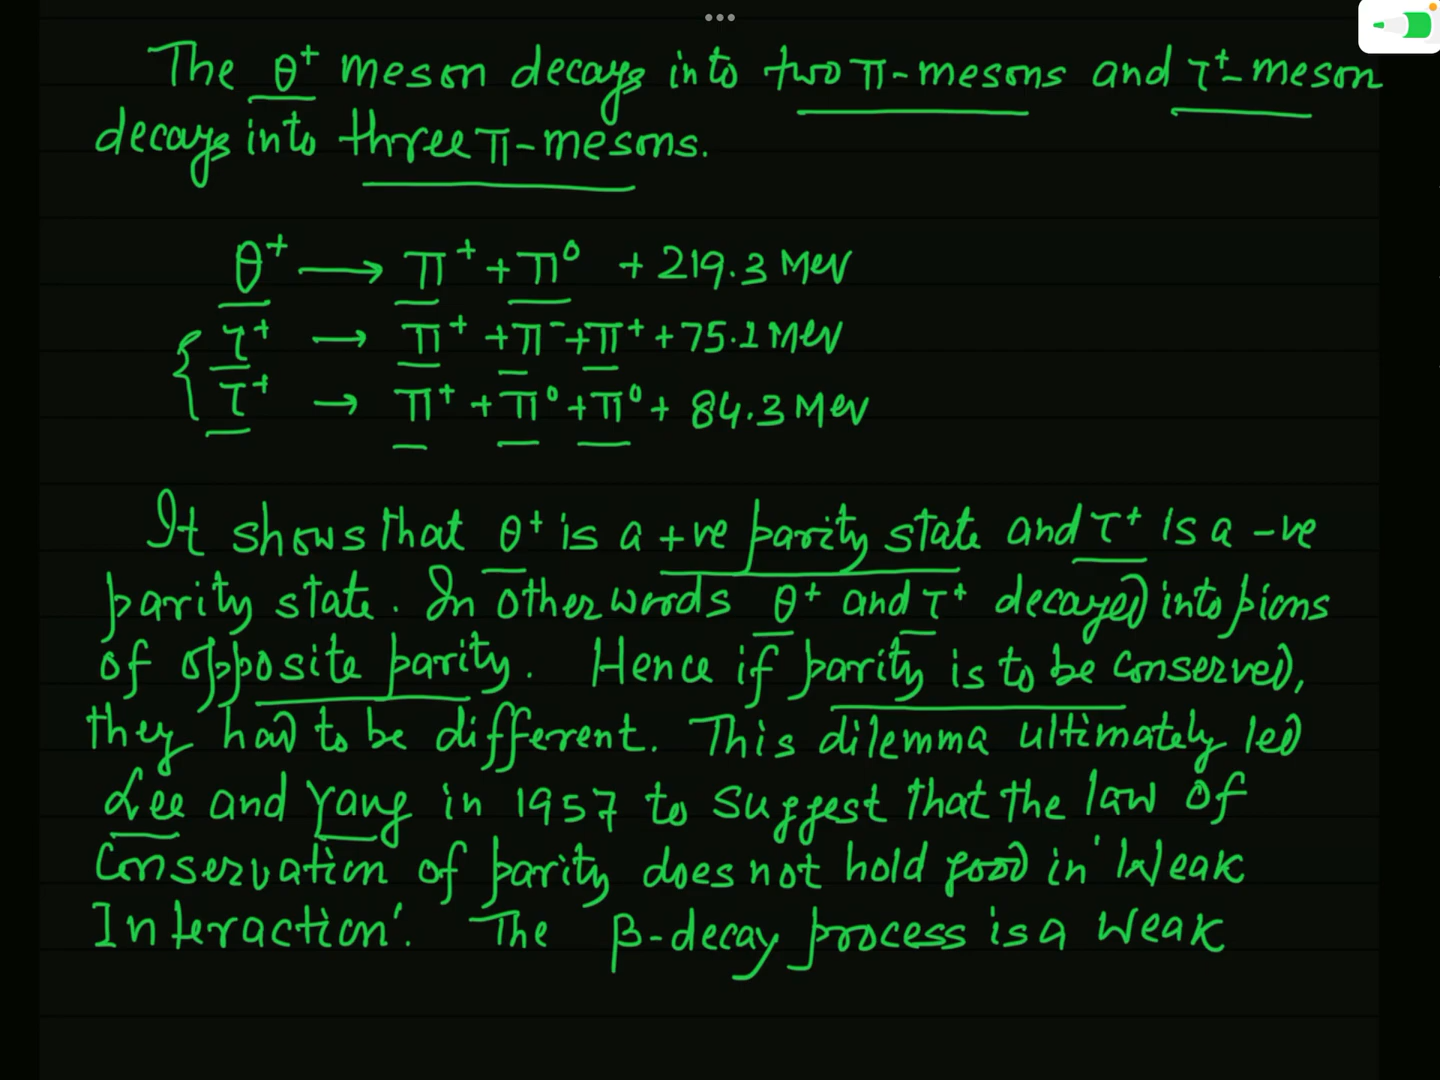 The θ⁺ meson decays into two π-mesons and τ⁺-meson
decays into three π-mesons.
θ⁺ → π⁺ + π⁰ + 219.3 MeV
τ⁺ → π⁺ + π⁻ + π⁺ + 75.1 MeV
τ⁺ → π⁺ + π⁰ + π⁰ + 84.3 MeV
It shows that θ⁺ is a +ve parity state and τ⁺ is a -ve
parity state. In other words θ⁺ and τ⁺ decayed into pions
of opposite parity. Hence if parity is to be conserved,
they had to be different. This dilemma ultimately led
Lee and Yang in 1957 to suggest that the law of
Conservation of parity does not hold good in 'Weak
Interaction'. The β-decay process is a weak